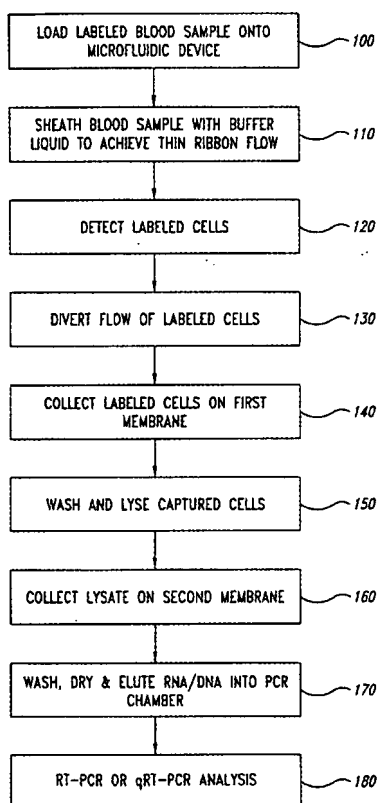 LOAD LABELED BLOOD SAMPLE ONTO
MICROFLUIDIC DEVICE
100
SHEATH BLOOD SAMPLE WITH BUFFER
LIQUID TO ACHIEVE THIN RIBBON FLOW
110
DETECT LABELED CELLS
120
DIVERT FLOW OF LABELED CELLS
130
COLLECT LABELED CELLS ON FIRST
MEMBRANE
140
WASH AND LYSE CAPTURED CELLS
150
COLLECT LYSATE ON SECOND MEMBRANE
160
WASH, DRY & ELUTE RNA/DNA INTO PCR
CHAMBER
170
RT-PCR OR qRT-PCR ANALYSIS
180